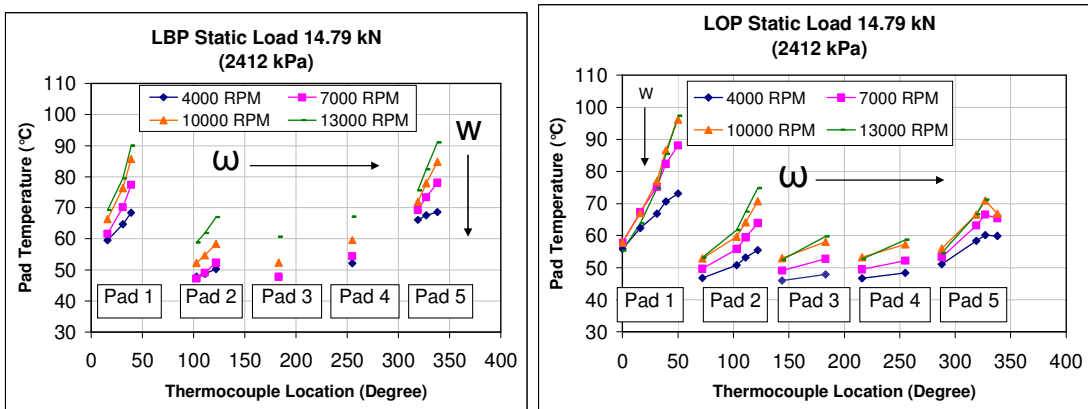 LBP Static Load 14.79 kN
(2412 kPa)
110
100
90
80
70
60
50
40
30
Pad Temperature (°C)
4000 RPM
7000 RPM
10000 RPM
13000 RPM
ω
W
Pad 1
Pad 2
Pad 3
Pad 4
Pad 5
0
50
100
150
200
250
300
350
400
Thermocouple Location (Degree)
LOP Static Load 14.79 kN
(2412 kPa)
110
100
90
80
70
60
50
40
30
Pad Temperature (°C)
W
4000 RPM
7000 RPM
10000 RPM
13000 RPM
ω
Pad 1
Pad 2
Pad 3
Pad 4
Pad 5
0
50
100
150
200
250
300
350
400
Thermocouple Location (Degree)